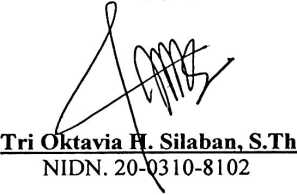 Tri Oktavia H. Silaban, S.Th
NIDN. 20-0310-8102